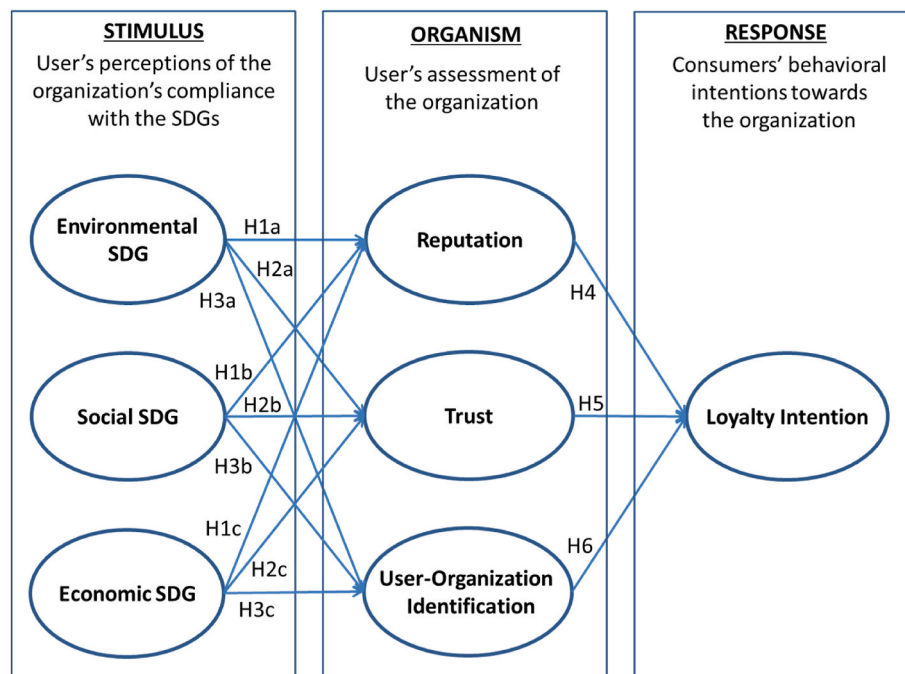 STIMULUS
User's perceptions of the
organization's compliance
with the SDGs
ORGANISM
User's assessment of
the organization
RESPONSE
Consumers' behavioral
intentions towards
the organization
Environmental
SDG
H1a
H2a
H3a
Reputation
H4
H1b
Social SDG
H2b
H3b
Trust
H5
Loyalty Intention
H1c
Economic SDG
H2c
H3c
User-Organization
Identification
H6